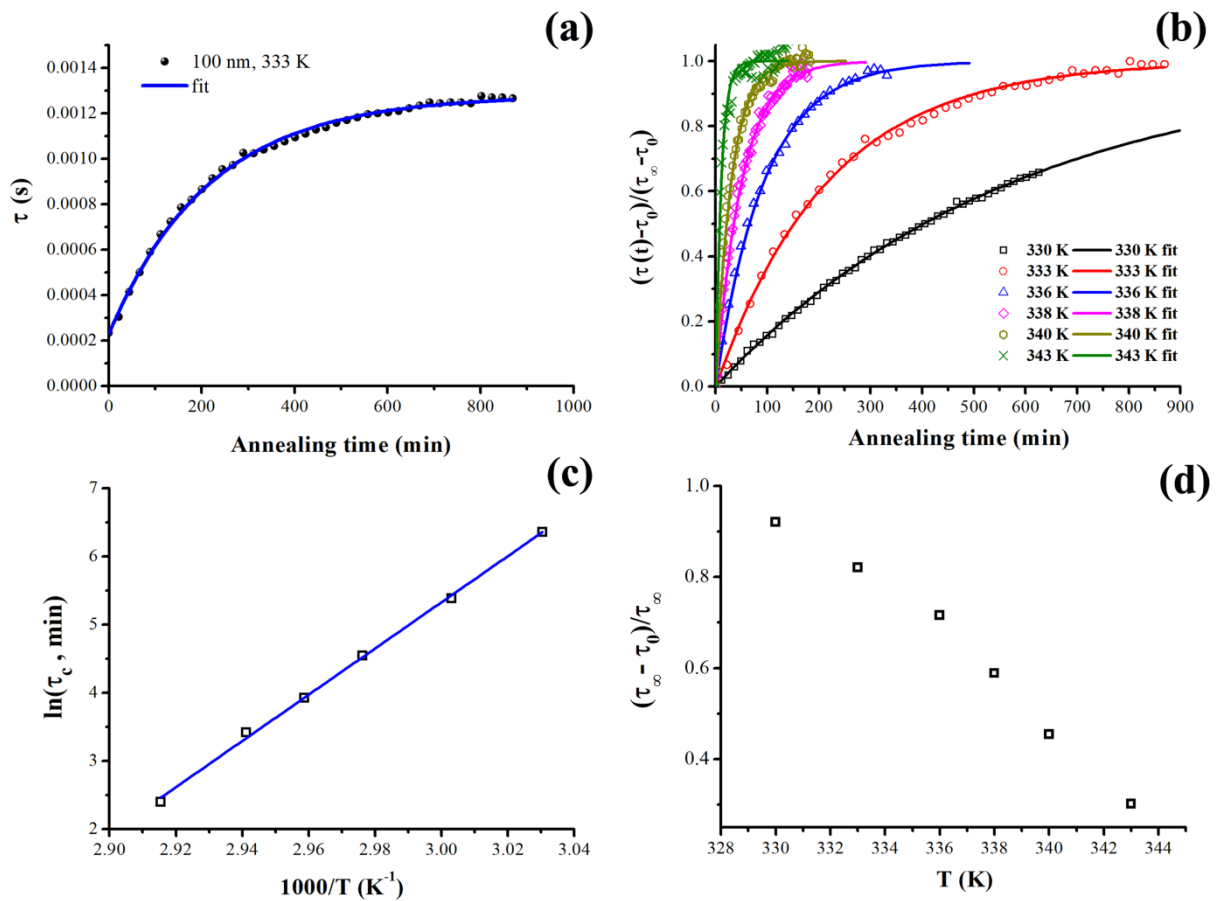 (a)
100 nm, 333 K
fit
0.0014
0.0012
0.0010
0.0008
0.0006
0.0004
0.0002
0.0000
τ (s)
0 200 400 600 800 1000
Annealing time (min)
(b)
1.0
0.8
0.6
0.4
0.2
0.0
(τ(t)-τ₀)/(τ∞-τ₀)
330 K 330 K fit
333 K 333 K fit
336 K 336 K fit
338 K 338 K fit
340 K 340 K fit
343 K 343 K fit
0 100 200 300 400 500 600 700 800 900
Annealing time (min)
(c)
7
6
5
4
3
2
ln(τc , min)
2.90 2.92 2.94 2.96 2.98 3.00 3.02 3.04
1000/T (K⁻¹)
(d)
1.0
0.8
0.6
0.4
(τ∞ - τ₀)/τ∞
328 330 332 334 336 338 340 342 344
T (K)